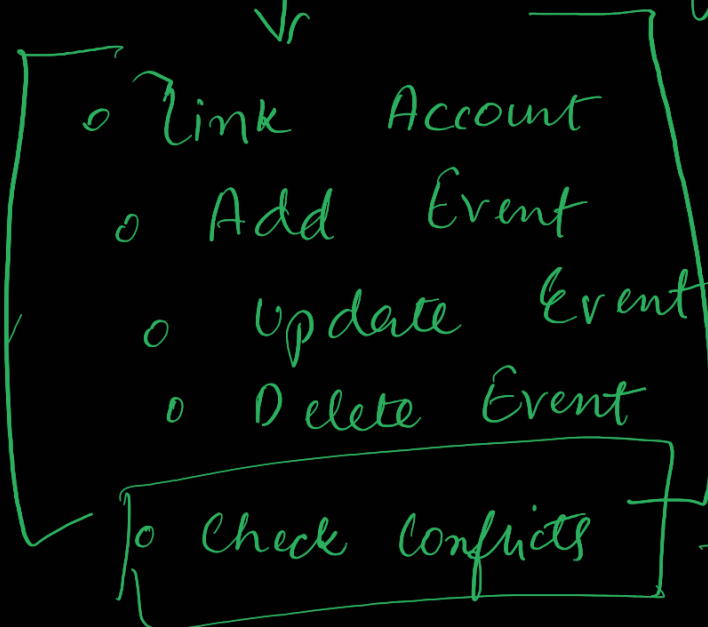 Link Account
Add Event
Update Event
Delete Event
Check Conflicts